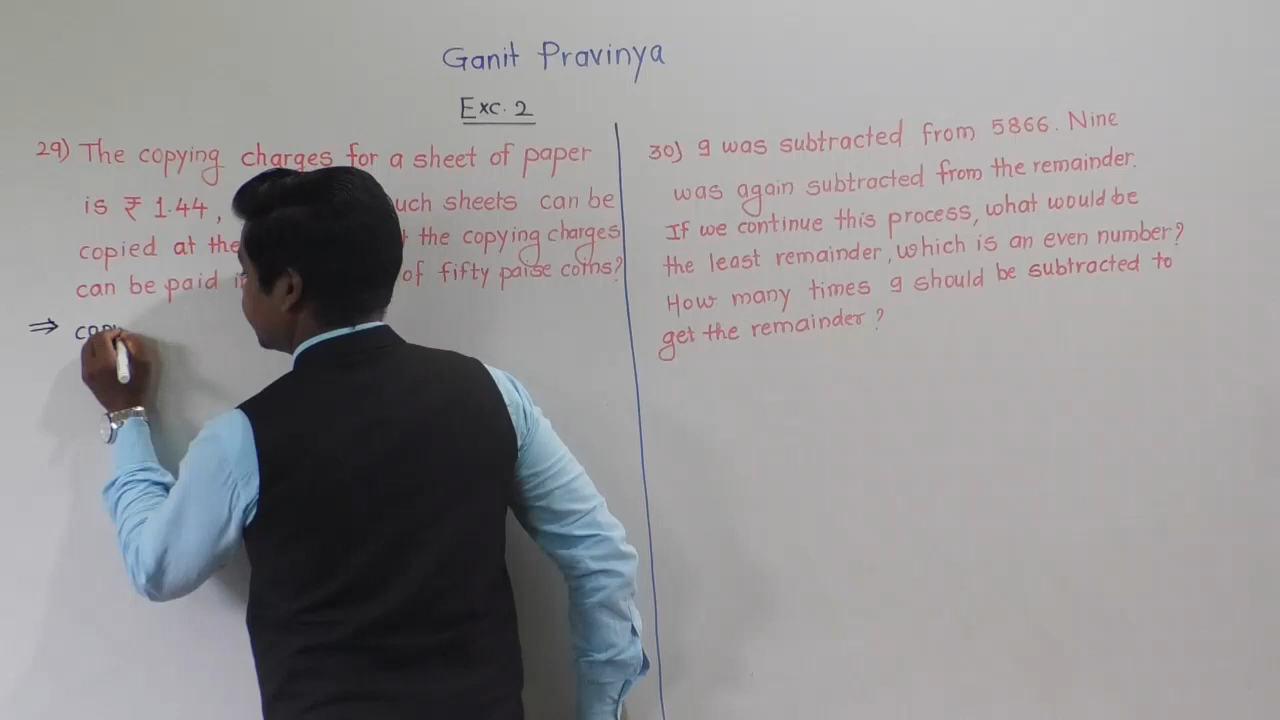 Ganit Pravinya
Exc. 2
29) The copying charges for a sheet of paper
is ₹ 1.44, such sheets can be
copied at the the copying charges
can be paid of fifty paise coins?
⇒
30) 9 was subtracted from 5866. Nine
was again subtracted from the remainder.
If we continue this process, what would be
the least remainder, which is an even number?
How many times 9 should be subtracted to
get the remainder?